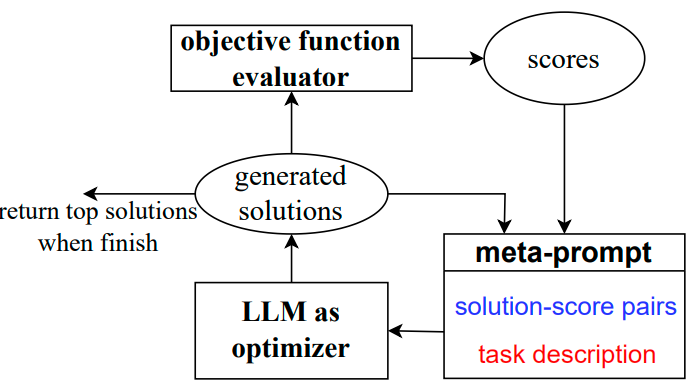 objective function
evaluator
scores
generated
solutions
return top solutions
when finish
meta-prompt
solution-score pairs
task description
LLM as
optimizer